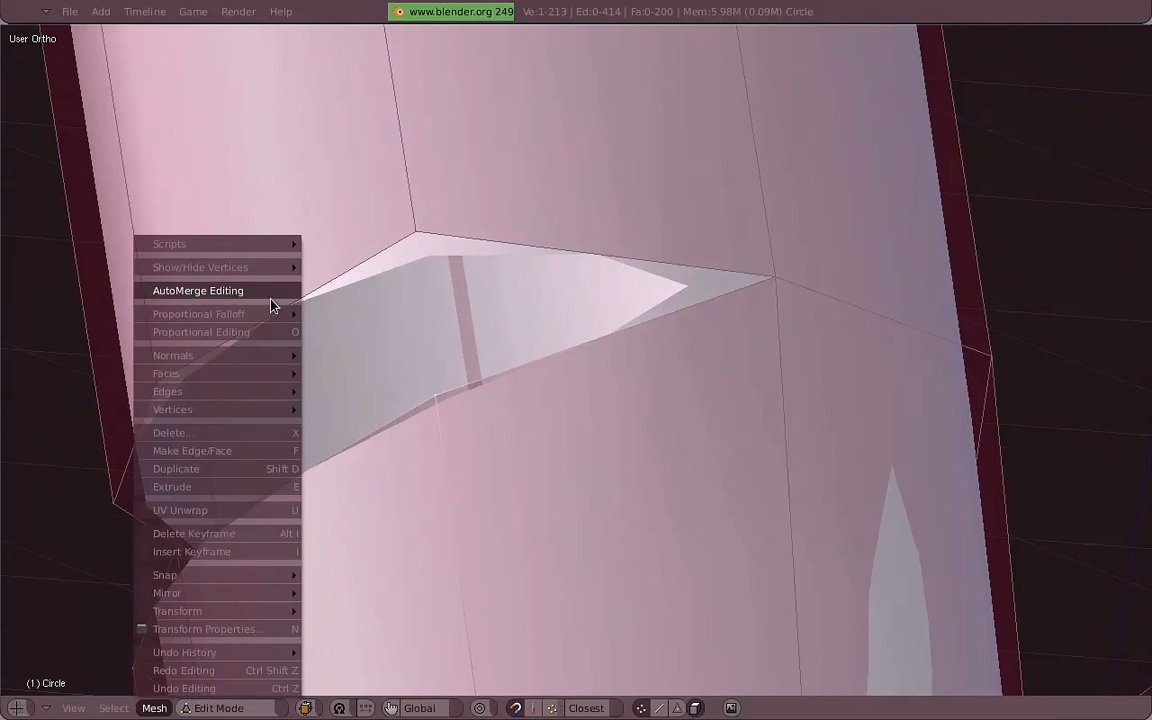 File Add Timeline Game Render Help www.blender.org 249 Ve:1-213 | Ed:0-414 | Fa:0-200 | Mem:5.98M (0.09M) Circle
User Ortho
Scripts
Show/Hide Vertices
AutoMerge Editing
Proportional Falloff
Proportional Editing O
Normals
Faces
Edges
Vertices
Delete... X
Make Edge/Face F
Duplicate Shift D
Extrude E
UV Unwrap U
Delete Keyframe Alt I
Insert Keyframe I
Snap
Mirror
Transform
Transform Properties... N
Undo History
Redo Editing Ctrl Shift Z
Undo Editing Ctrl Z
(1) Circle
View Select Mesh Edit Mode Global Closest